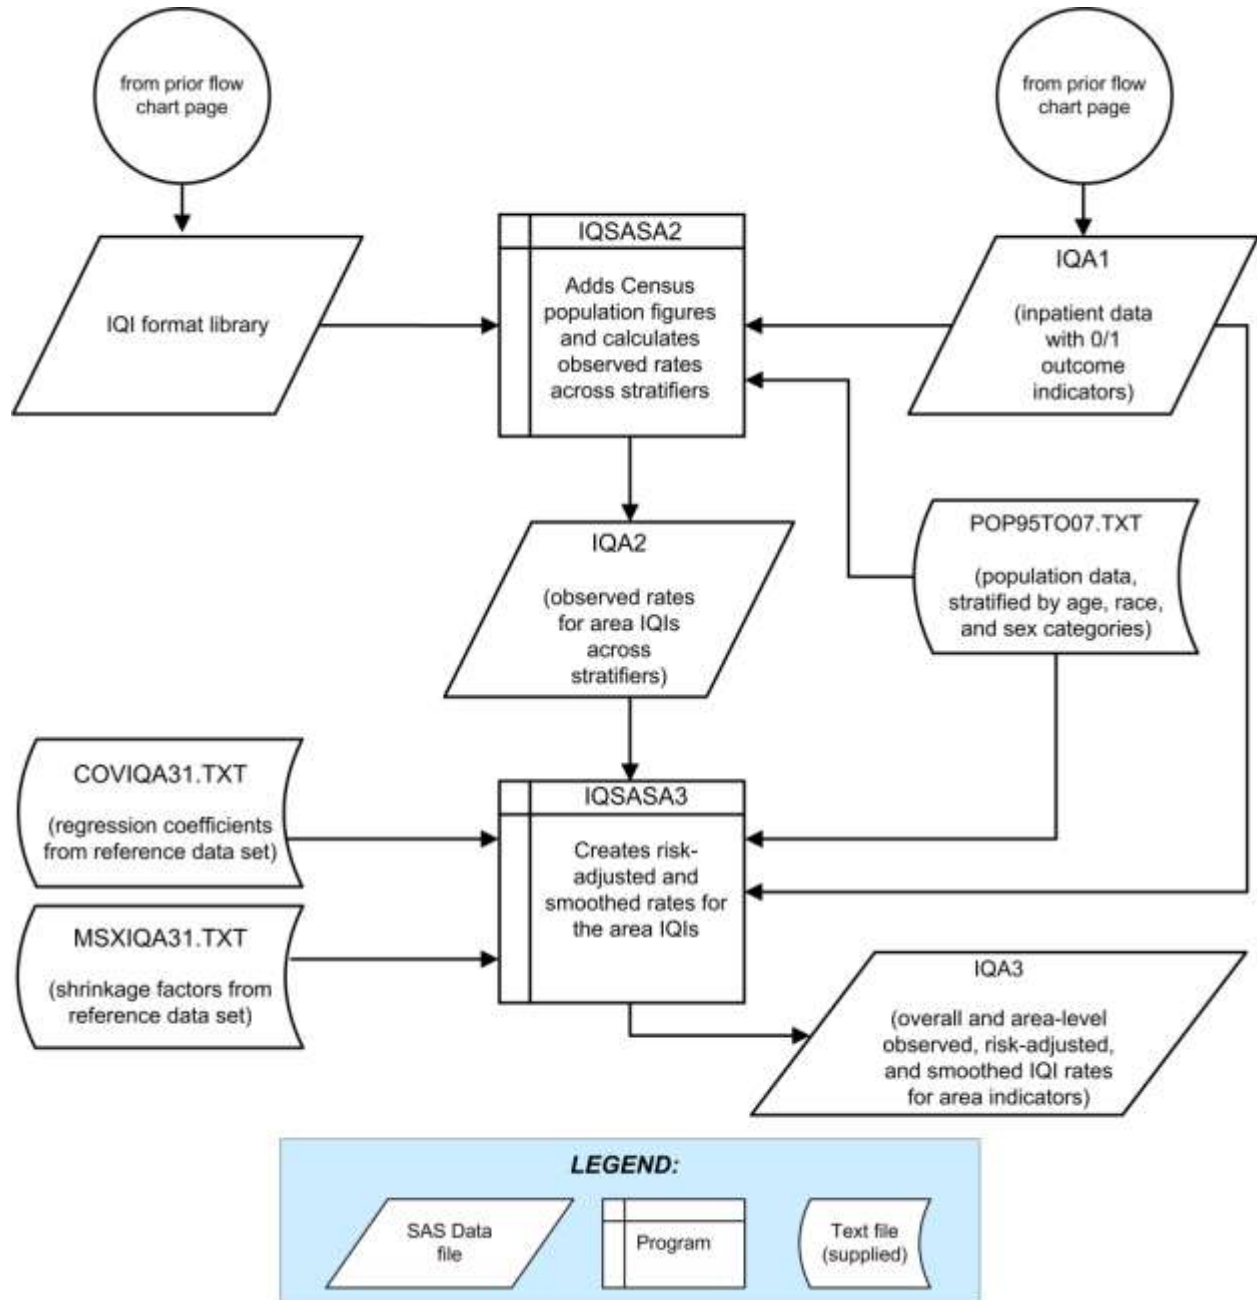 from prior flow
chart page
from prior flow
chart page
IQI format library
IQSASA2
Adds Census
population figures
and calculates
observed rates
across stratifiers
IQA1
(inpatient data
with 0/1
outcome
indicators)
IQA2
(observed rates
for area IQIs
across
stratifiers)
POP95TO07.TXT
(population data,
stratified by age, race,
and sex categories)
COVIQA31.TXT
(regression coefficients
from reference data set)
MSXIQA31.TXT
(shrinkage factors from
reference data set)
IQSASA3
Creates risk-
adjusted and
smoothed rates for
the area IQIs
IQA3
(overall and area-level
observed, risk-adjusted,
and smoothed IQI rates
for area indicators)
LEGEND:
SAS Data
file
Program
Text file
(supplied)